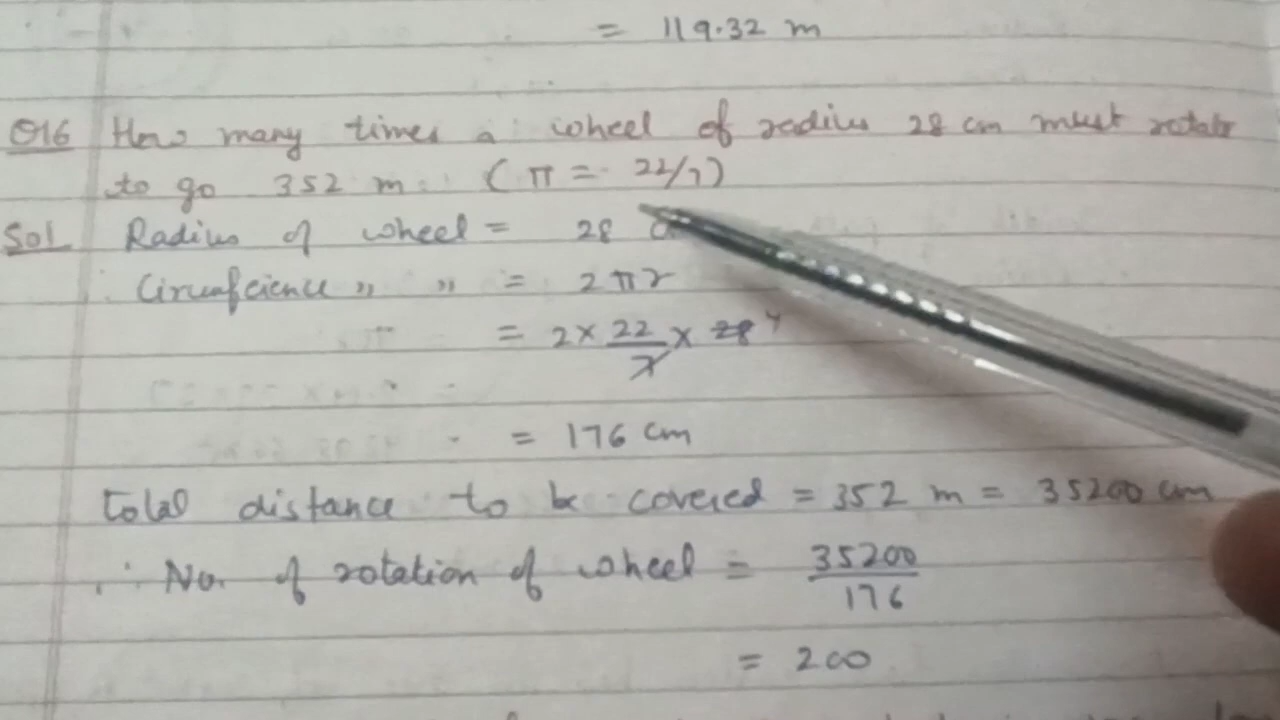 = 119.32 m
Q16 How many times a wheel of radius 28 cm must rotate
to go 352 m. (π = 22/7)
Sol Radius of wheel = 28
Circumfcience " " = 2πr
= 2 × 22/7 × 28 4
= 176 cm
Total distance to be covered = 352 m = 35200 cm
∴ No. of rotation of wheel = 35200/176
= 200